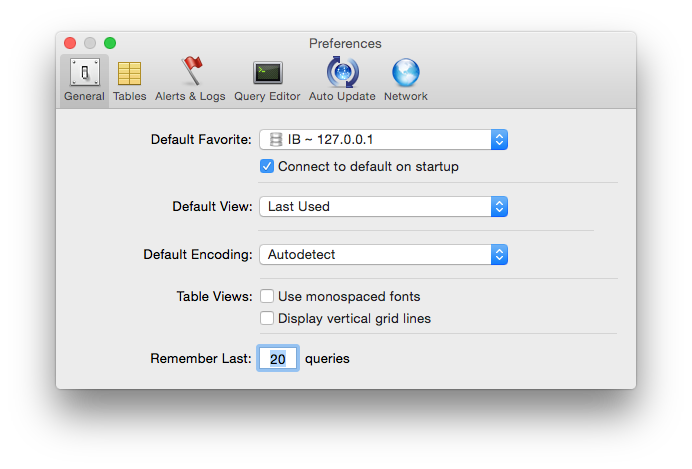 Preferences
General Tables Alerts & Logs Query Editor Auto Update Network
Default Favorite: IB ~ 127.0.0.1
Connect to default on startup
Default View: Last Used
Default Encoding: Autodetect
Table Views: Use monospaced fonts
Display vertical grid lines
Remember Last: 20 queries